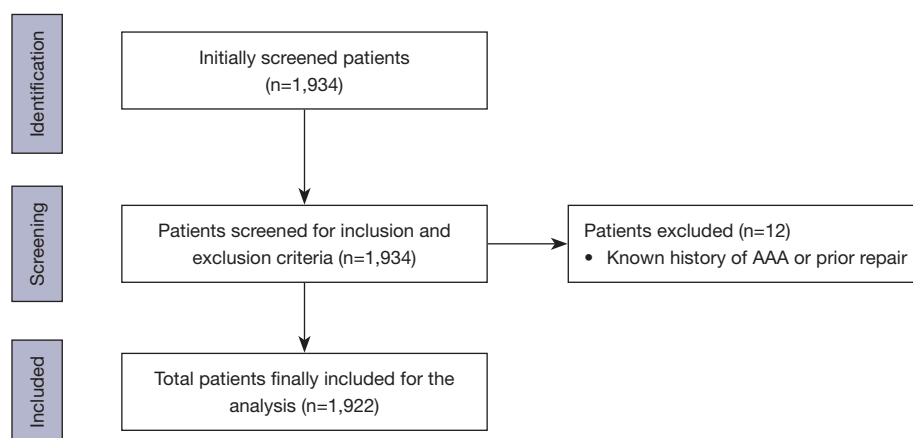 Identification
Initially screened patients
(n=1,934)
Screening
Patients screened for inclusion and
exclusion criteria (n=1,934)
Patients excluded (n=12)
• Known history of AAA or prior repair
Included
Total patients finally included for the
analysis (n=1,922)